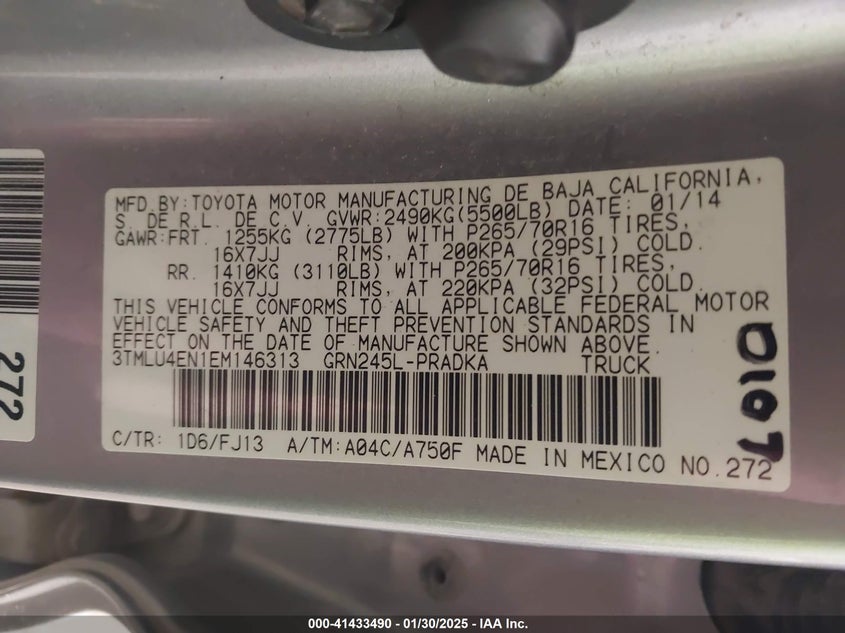 MFD.BY:TOYOTA MOTOR MANUFACTURING DE BAJA CALIFORNIA,
S. DE R.L. DE C.V. GVWR:2490KG(5500LB) DATE: 01/14
GAWR:FRT. 1255KG (2775LB) WITH P265/70R16 TIRES,
16X7JJ RIMS, AT 200KPA (29PSI) COLD.
RR. 1410KG (3110LB) WITH P265/70R16 TIRES,
16X7JJ RIMS, AT 220KPA (32PSI) COLD.
THIS VEHICLE CONFORMS TO ALL APPLICABLE FEDERAL MOTOR
VEHICLE SAFETY AND THEFT PREVENTION STANDARDS IN
EFFECT ON THE DATE OF MANUFACTURE SHOWN ABOVE.
3TMLU4EN1EM146313 GRN245L-PRADKA TRUCK
C/TR: 1D6/FJ13 A/TM:A04C/A750F MADE IN MEXICO NO.272
0107
272
000-41433490 - 01/30/2025 - IAA Inc.